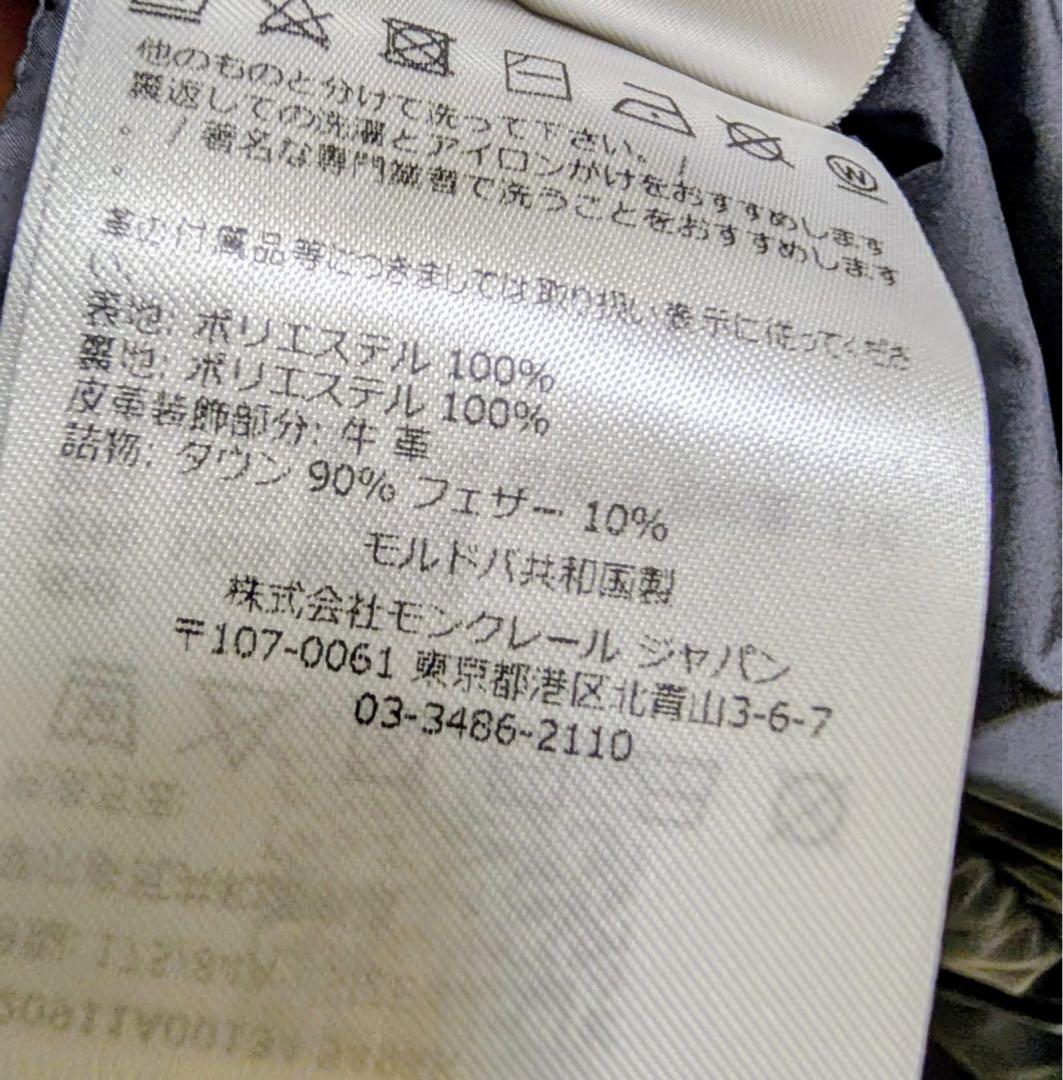 他のものと分けて洗って下さい。 /
裏返しての洗濯とアイロンがけをおすすめします
。 / 著名な専門業者で洗うことをおすすめします
。
革の付属品等につきましては取り扱い表示に従ってくださ
い.
表地: ポリエステル 100%
裏地: ポリエステル 100%
皮革装飾部分: 牛 革
詰物: ダウン 90% フェザー 10%
モルドバ共和国製
株式会社モンクレール ジャパン
〒107-0061 東京都港区北青山3-6-7
03-3486-2110